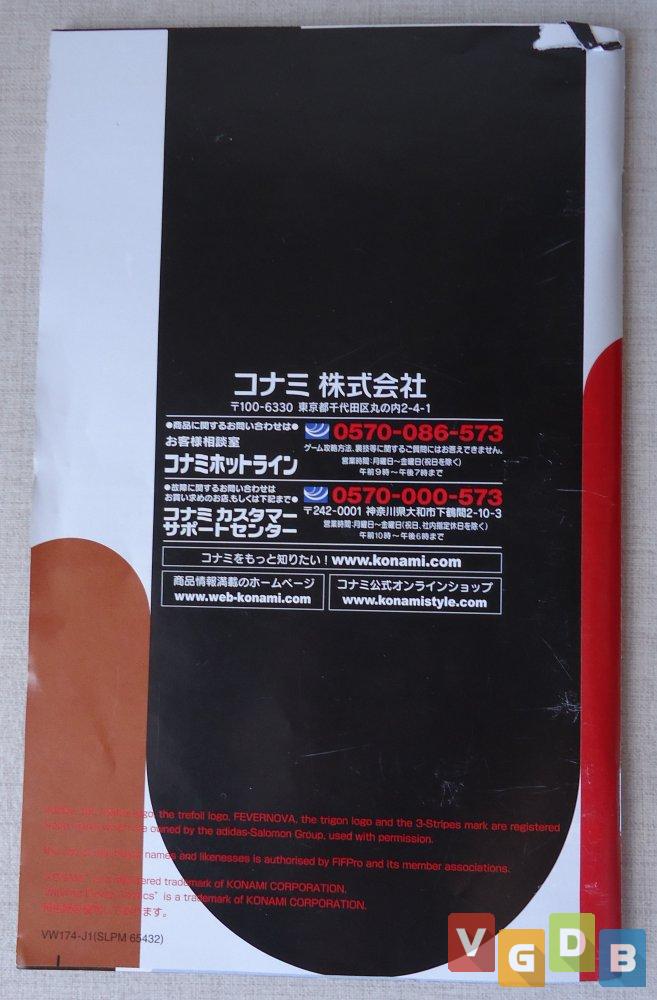 コナミ 株式会社
〒100-6330 東京都千代田区丸の内2-4-1
●商品に関するお問い合わせは●
お客様相談室
コナミホットライン
0570-086-573
ゲーム攻略方法、裏技等に関するご質問にはお答えできません。
営業時間:月曜日〜金曜日(祝日を除く)
午前9時〜午後7時まで
●故障に関するお問い合わせは
お買い求めのお店、もしくは下記まで●
コナミ カスタマー
サポートセンター
0570-000-573
〒242-0001 神奈川県大和市下鶴間2-10-3
営業時間:月曜日〜金曜日(祝日、社内指定休日を除く)
午前10時〜午後6時まで
コナミをもっと知りたい! www.konami.com
商品情報満載のホームページ
www.web-konami.com
コナミ公式オンラインショップ
www.konamistyle.com
logo, the trefoil logo, FEVERNOVA, the trigon logo and the 3-Stripes mark are registered
owned by the adidas-Salomon Group, used with permission.
names and likenesses is authorised by FIFPro and its member associations.
registered trademark of KONAMI CORPORATION.
is a trademark of KONAMI CORPORATION.
VW174-J1(SLPM 65432)
VGDB